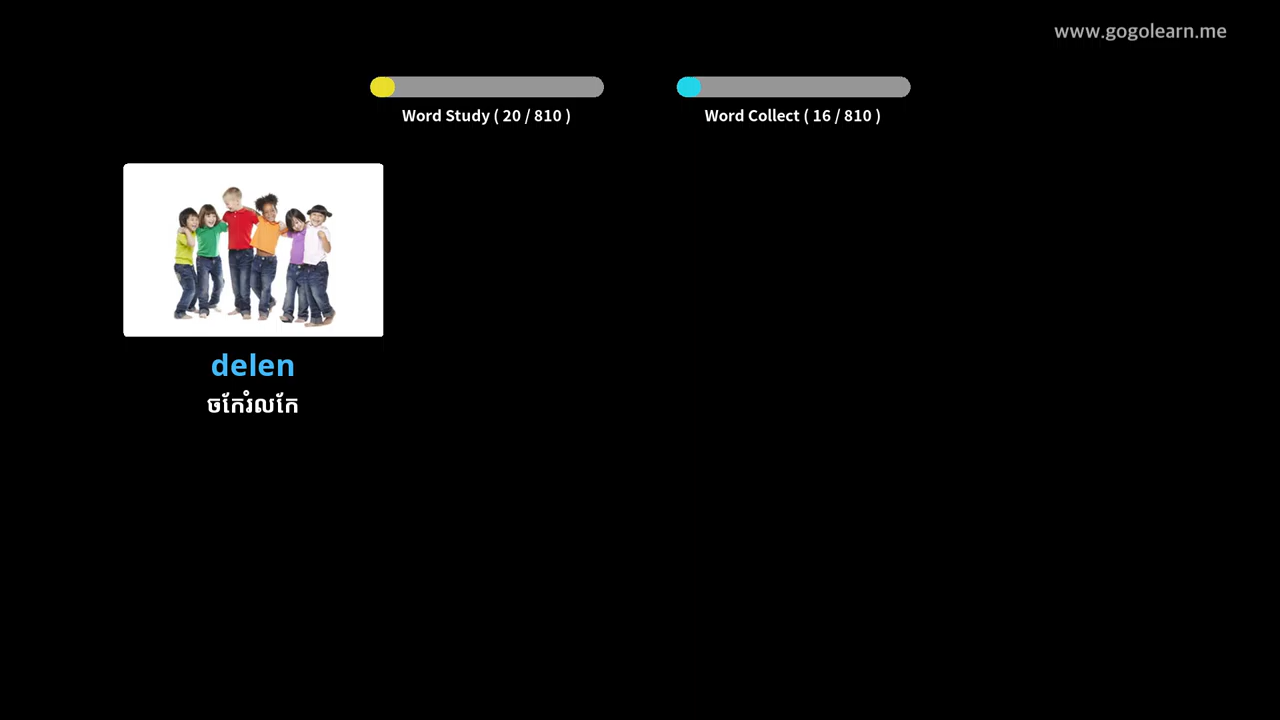 www.gogolearn.me
Word Study ( 20 / 810 )
Word Collect ( 16 / 810 )
delen
ចែករំលែក